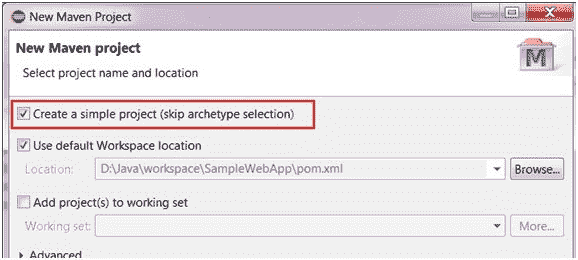 New Maven Project
New Maven project
Select project name and location
M
Create a simple project (skip archetype selection)
Use default Workspace location
Location: D:\Java\workspace\SampleWebApp\pom.xml Browse...
Add project(s) to working set
Working set: More...
Advanced